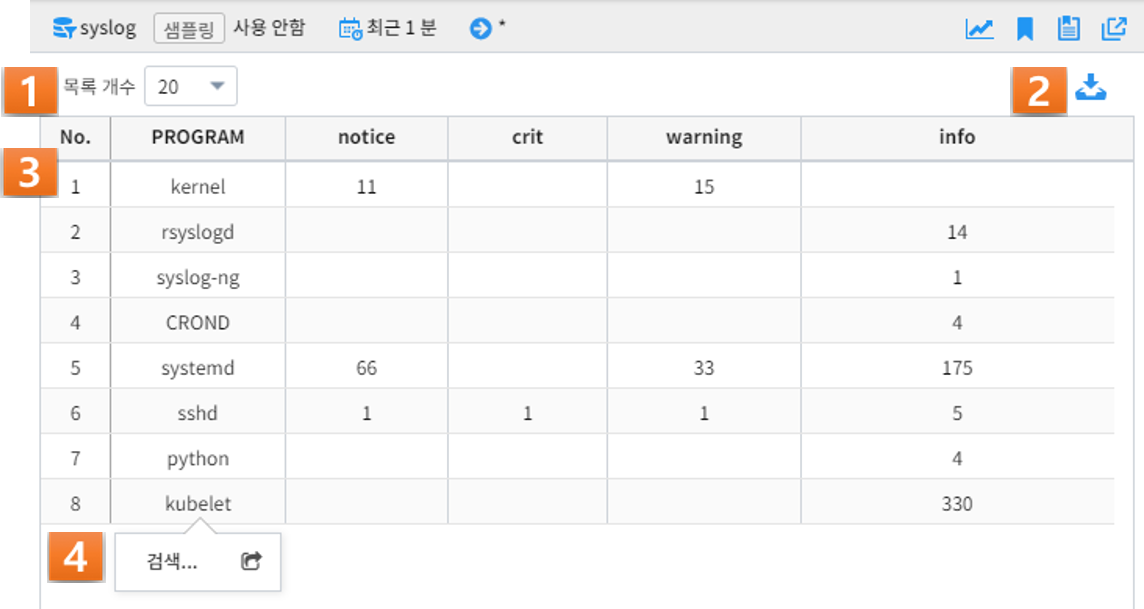 syslog 샘플링 사용 안함 최근 1 분 *
1 목록 개수 20 2
No. PROGRAM notice crit warning info
3
1 kernel 11 15
2 rsyslogd 14
3 syslog-ng 1
4 CROND 4
5 systemd 66 33 175
6 sshd 1 1 1 5
7 python 4
8 kubelet 330
4 검색...